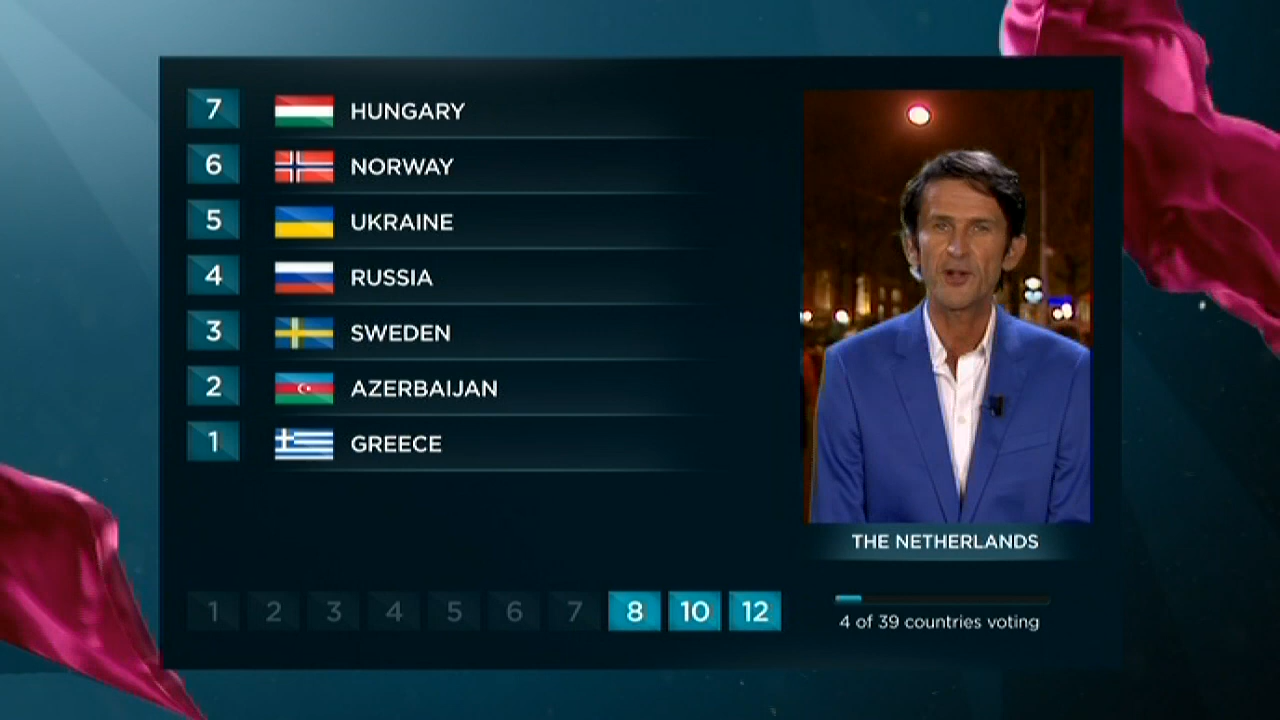 7 HUNGARY
6 NORWAY
5 UKRAINE
4 RUSSIA
3 SWEDEN
2 AZERBAIJAN
1 GREECE
THE NETHERLANDS
1 2 3 4 5 6 7 8 10 12
4 of 39 countries voting